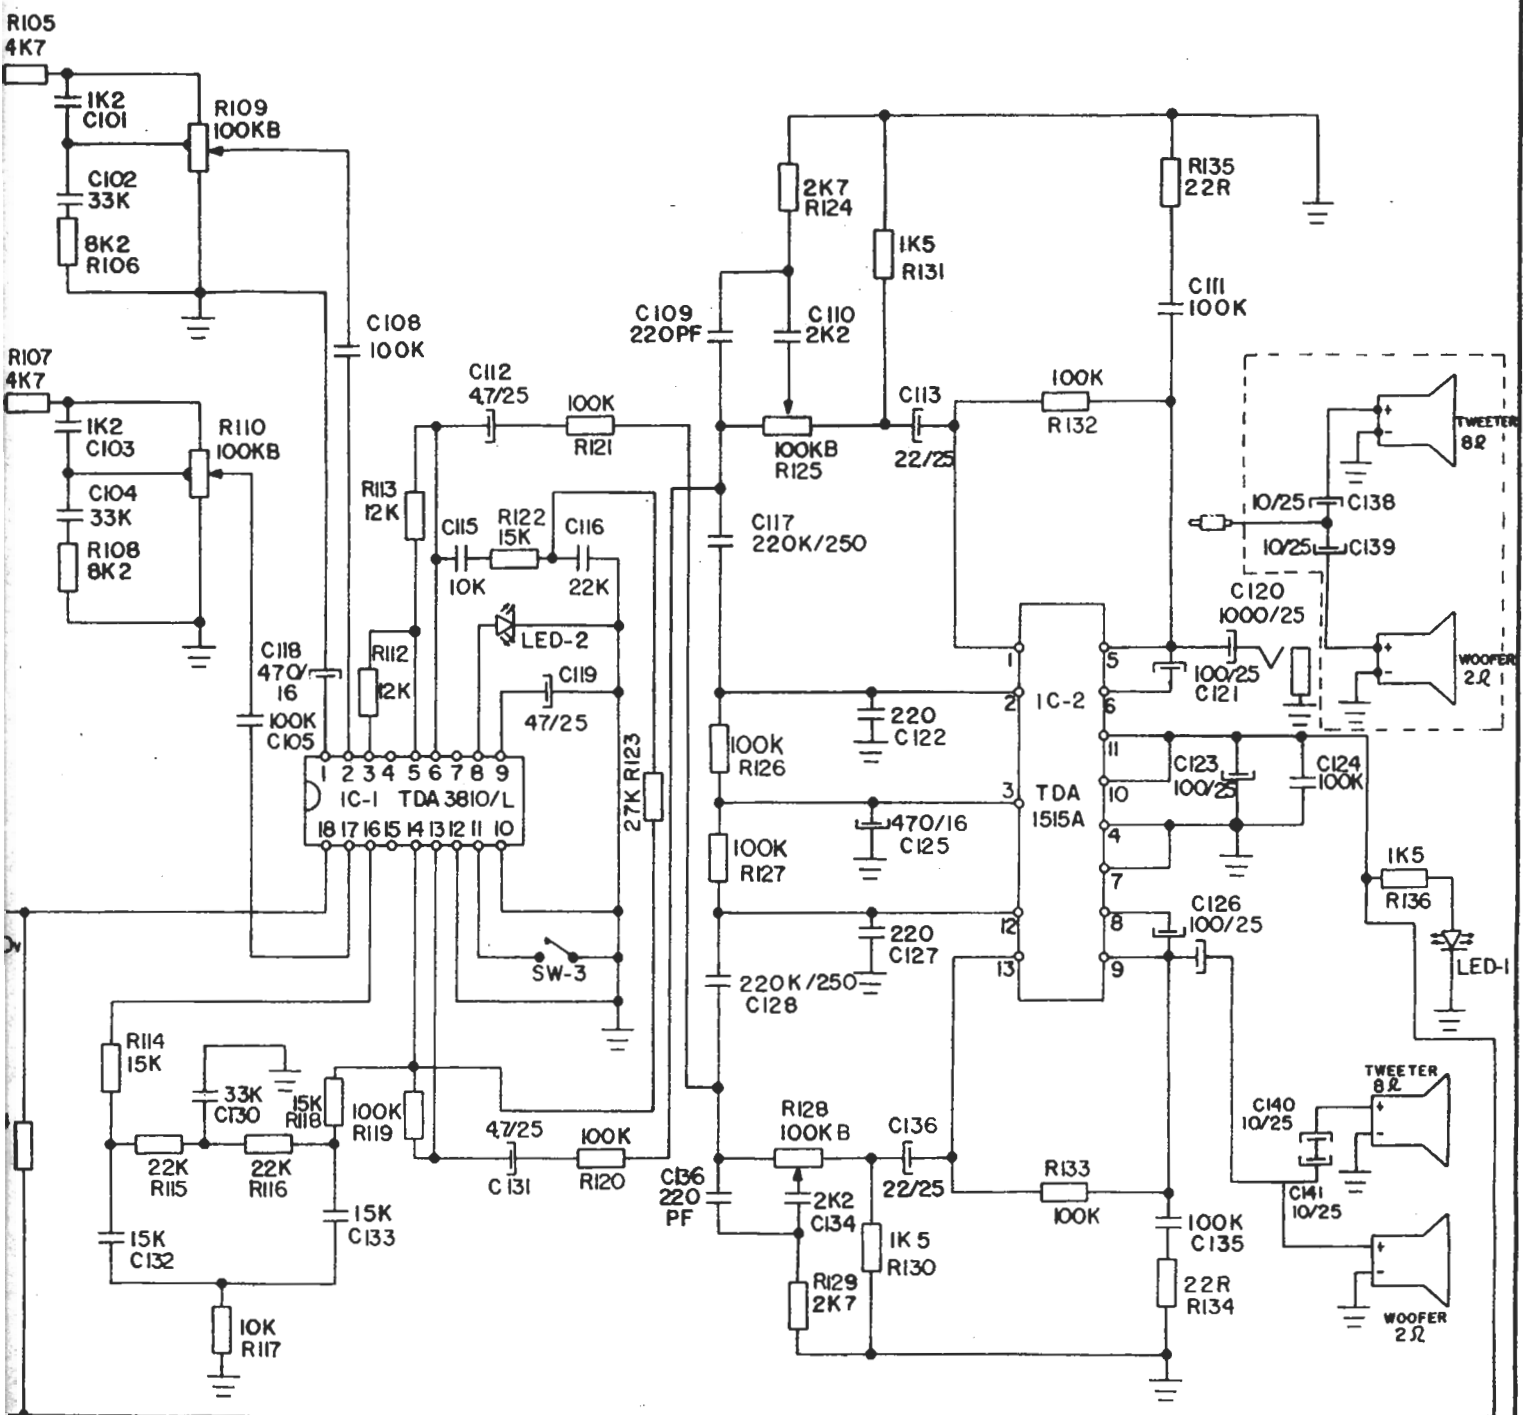 R105
4K7
1K2
C101
R109
100KB
C102
33K
8K2
R106
R107
4K7
1K2
C103
R110
100KB
C104
33K
R108
8K2
C108
100K
C118
470/
16
100K
C105
C112
4,7/25
100K
R121
R113
12K
C115
10K
R122
15K
C116
22K
LED-2
R112
12K
C119
47/25
27K R123
1 2 3 4 5 6 7 8 9
IC-1 TDA 3810/L
18 17 16 15 14 13 12 11 10
SW-3
R114
15K
33K
C130
15K
R118
100K
R119
22K
R115
22K
R116
15K
C132
15K
C133
10K
R117
4,7/25
C131
100K
R120
2K7
R124
1K5
R131
C109
220PF
C110
2K2
100KB
R125
C113
22/25
100K
R132
R135
22R
C111
100K
C117
220K/250
220
C122
100K
R126
470/16
C125
100K
R127
220
C127
220K/250
C128
1
2
3
12
13
IC-2
TDA
1515A
5
6
11
10
4
7
8
9
C120
1000/25
100/25
C121
C123
100/25
C124
100K
C126
100/25
1K5
R136
LED-1
TWEETER
8Ω
+
-
10/25
C138
10/25
C139
WOOFER
2Ω
+
-
R128
100KB
C136
22/25
C136
220
PF
2K2
C134
1K5
R130
R129
2K7
R133
100K
100K
C135
22R
R134
TWEETER
8Ω
+
-
C140
10/25
C141
10/25
+
-
WOOFER
2Ω